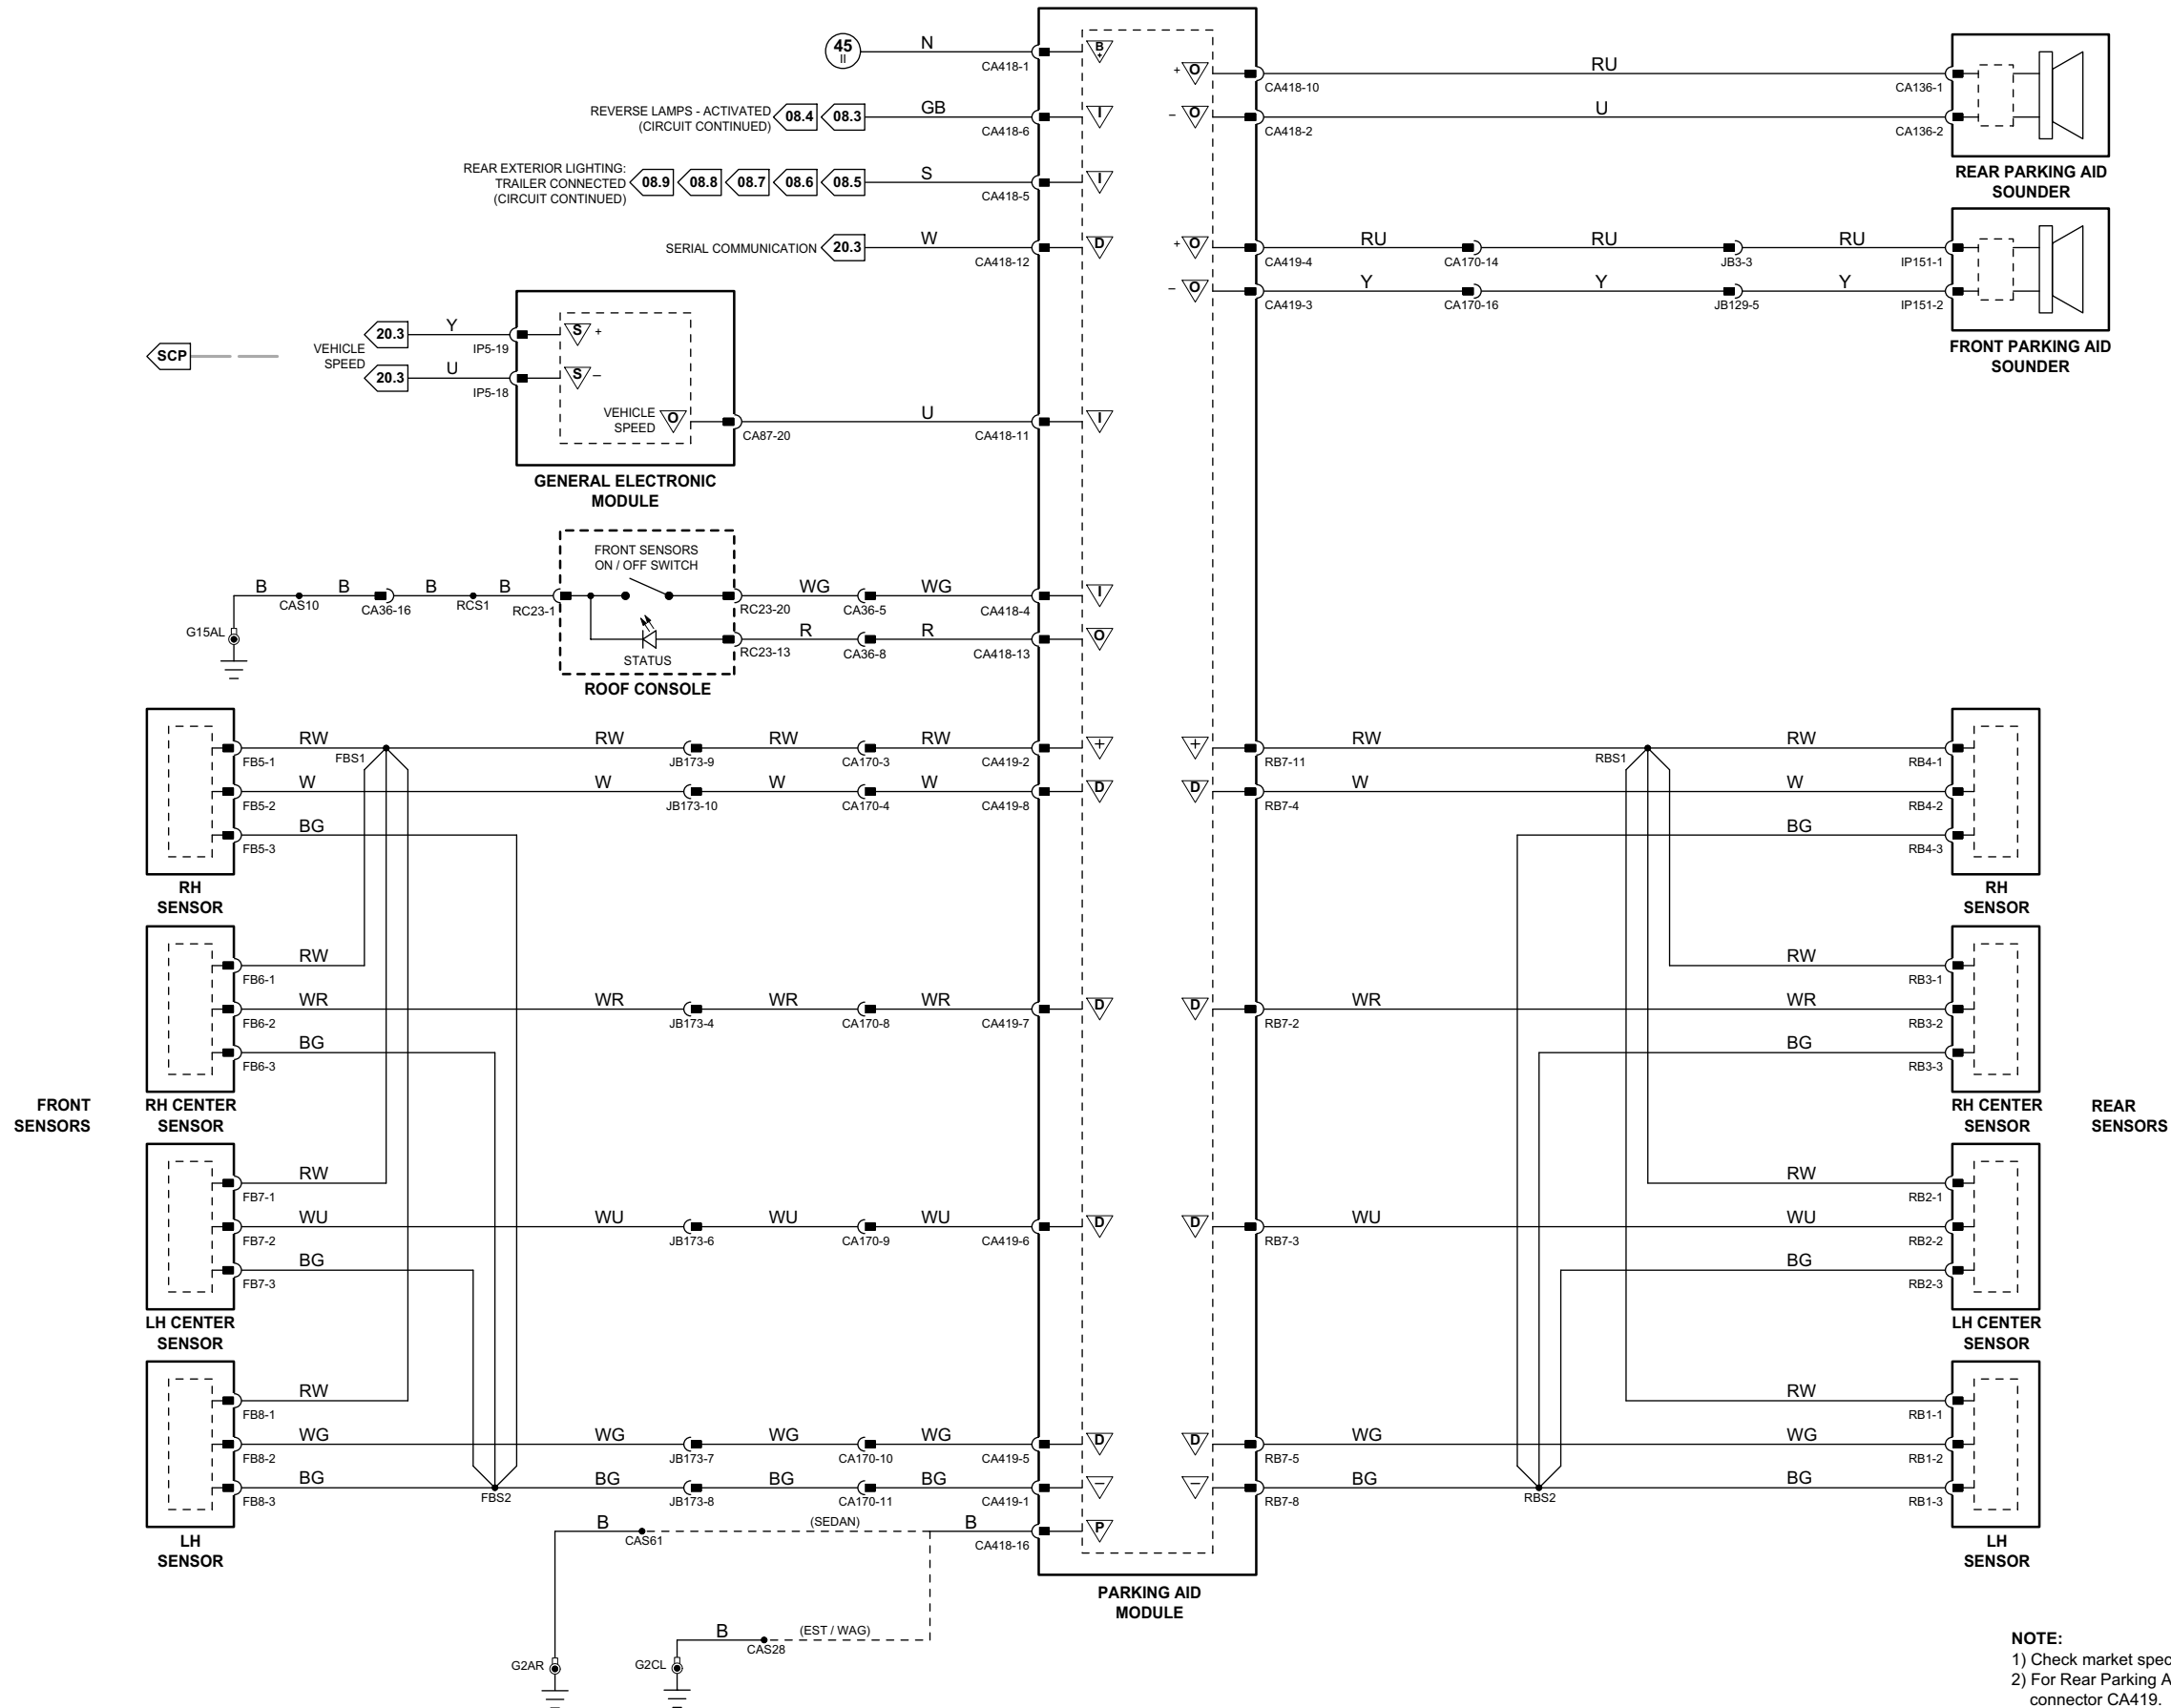 45
II
N
CA418-1
B
+
REVERSE LAMPS - ACTIVATED
(CIRCUIT CONTINUED)
08.4
08.3
GB
CA418-6
I
REAR EXTERIOR LIGHTING:
TRAILER CONNECTED
(CIRCUIT CONTINUED)
08.9
08.8
08.7
08.6
08.5
S
CA418-5
I
SERIAL COMMUNICATION
20.3
W
CA418-12
D
+ O
CA418-10
RU
CA136-1
– O
CA418-2
U
CA136-2
REAR PARKING AID
SOUNDER
+ O
CA419-4
RU
CA170-14
RU
JB3-3
RU
IP151-1
– O
CA419-3
Y
CA170-16
Y
JB129-5
Y
IP151-2
FRONT PARKING AID
SOUNDER
SCP
VEHICLE
SPEED
20.3
Y
IP5-19
S +
20.3
U
IP5-18
S –
VEHICLE
SPEED
O
CA87-20
U
CA418-11
I
GENERAL ELECTRONIC
MODULE
FRONT SENSORS
ON / OFF SWITCH
G15AL
B
CAS10
B
CA36-16
B
RCS1
B
RC23-1
RC23-20
WG
CA36-5
WG
CA418-4
I
STATUS
RC23-13
R
CA36-8
R
CA418-13
O
ROOF CONSOLE
FRONT
SENSORS
FB5-1
RW
FBS1
RW
JB173-9
RW
CA170-3
RW
CA419-2
+
FB5-2
W
W
JB173-10
W
CA170-4
W
CA419-8
D
FB5-3
BG
RH
SENSOR
FB6-1
RW
FB6-2
WR
WR
JB173-4
WR
CA170-8
WR
CA419-7
D
FB6-3
BG
RH CENTER
SENSOR
FB7-1
RW
FB7-2
WU
WU
JB173-6
WU
CA170-9
WU
CA419-6
D
FB7-3
BG
LH CENTER
SENSOR
FB8-1
RW
FB8-2
WG
WG
JB173-7
WG
CA170-10
WG
CA419-5
D
FB8-3
BG
FBS2
BG
JB173-8
BG
CA170-11
BG
CA419-1
–
LH
SENSOR
B
CAS61
(SEDAN)
B
CA418-16
P
B
CAS28
(EST / WAG)
G2AR
G2CL
PARKING AID
MODULE
+
RB7-11
RW
RBS1
RW
RB4-1
D
RB7-4
W
W
RB4-2
BG
RB4-3
RH
SENSOR
RW
RB3-1
D
RB7-2
WR
WR
RB3-2
BG
RB3-3
RH CENTER
SENSOR
REAR
SENSORS
RW
RB2-1
D
RB7-3
WU
WU
RB2-2
BG
RB2-3
LH CENTER
SENSOR
RW
RB1-1
D
RB7-5
WG
WG
RB1-2
–
RB7-8
BG
RBS2
BG
RB1-3
LH
SENSOR
NOTE:
1) Check market spec
2) For Rear Parking A
connector CA419.